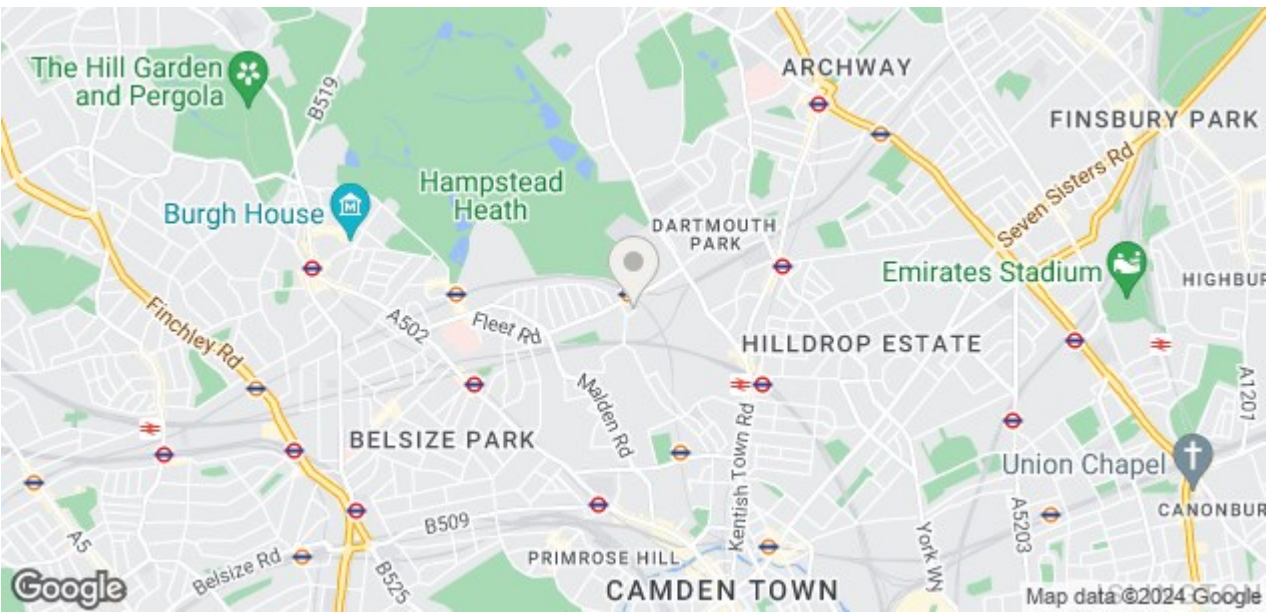 The Hill Garden
and Pergola
B519
ARCHWAY
FINSBURY PARK
Seven Sisters Rd
Hampstead
Heath
Burgh House
DARTMOUTH
PARK
Emirates Stadium
HIGHBUR
Finchley Rd
A502
Fleet Rd
HILLDROP ESTATE
A1201
Malden Rd
BELSIZE PARK
Kentish Town Rd
Union Chapel
CANONBUR
A5203
York Wy
A5
B509
Belsize Rd
B525
PRIMROSE HILL
CAMDEN TOWN
Google
Map data ©2024 Google